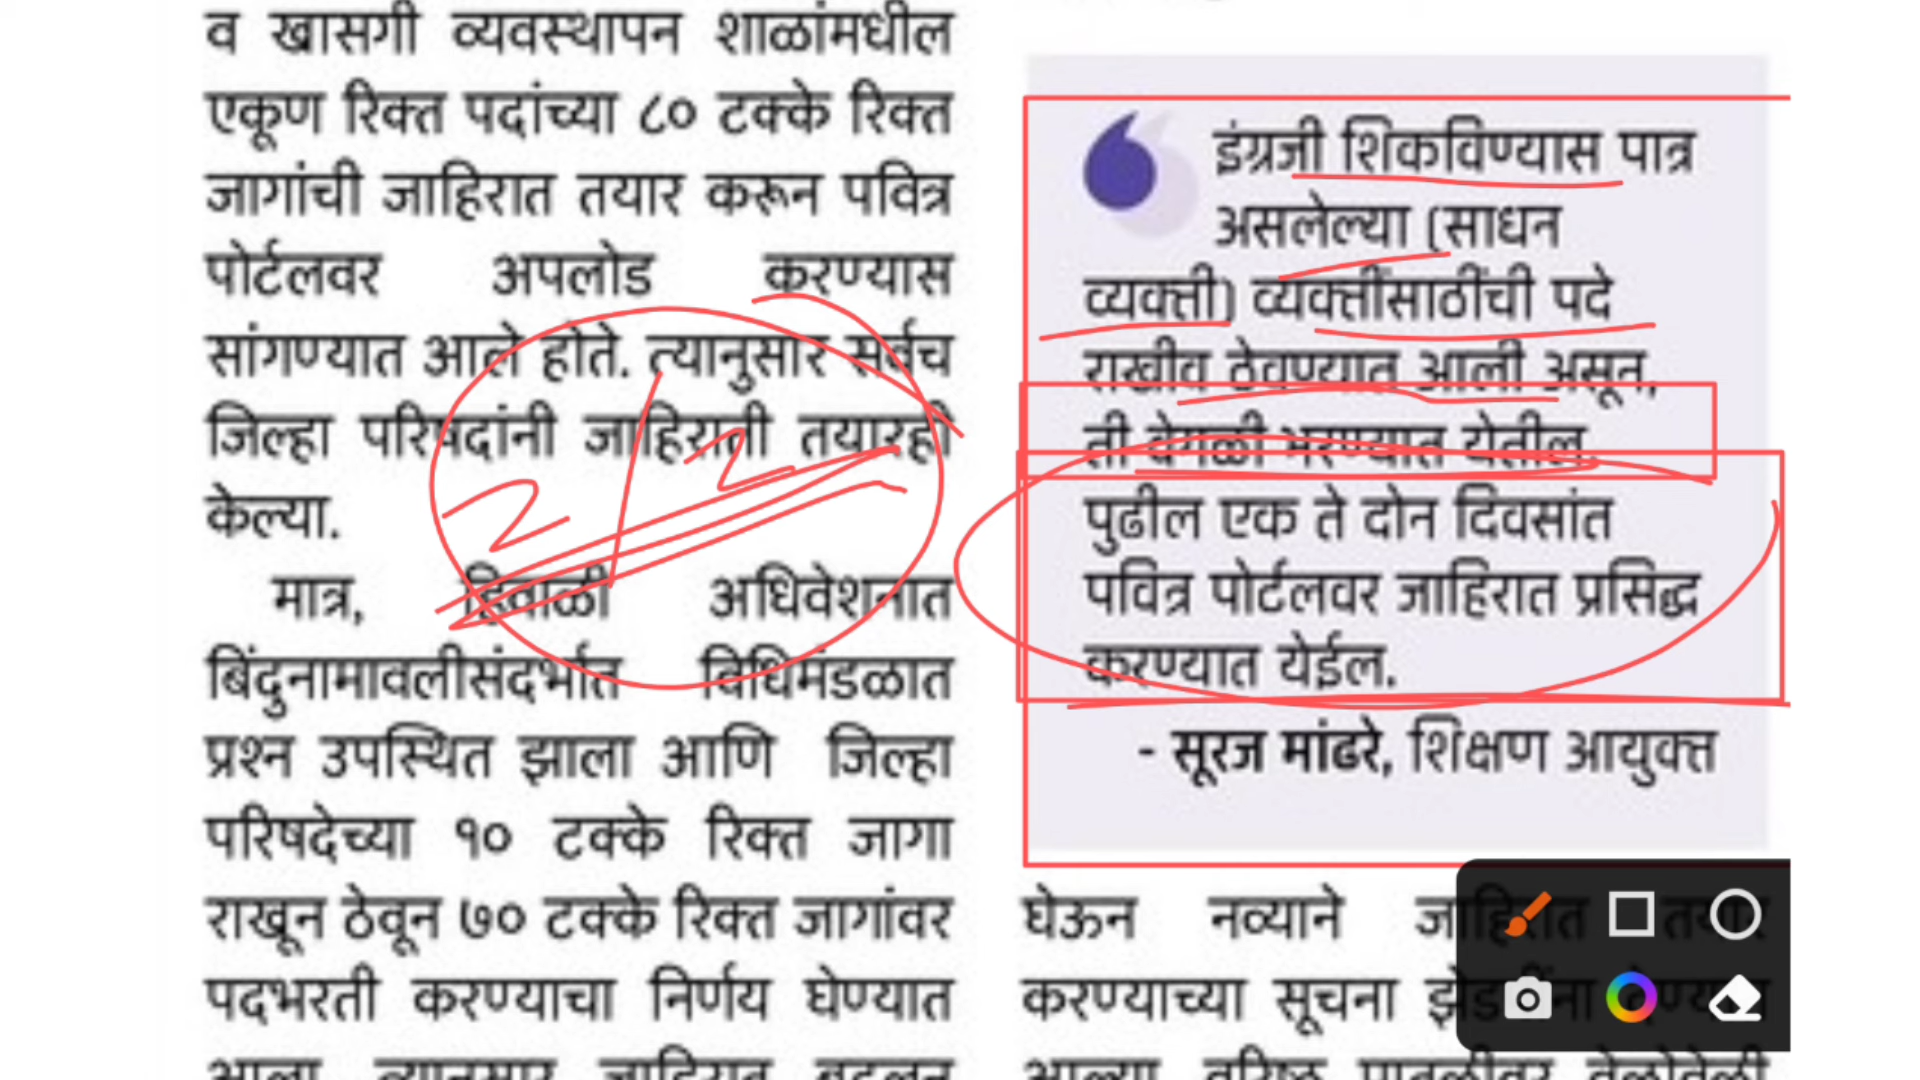 व खासगी व्यवस्थापन शाळांमधील
एकूण रिक्त पदांच्या ८० टक्के रिक्त
जागांची जाहिरात तयार करून पवित्र
पोर्टलवर अपलोड करण्यास
सांगण्यात आले होते. त्यानुसार सर्वच
जिल्हा परिषदांनी जाहिराती तयारही
केल्या.
मात्र, हिवाळी अधिवेशनात
बिंदुनामावलीसंदर्भात विधिमंडळात
प्रश्न उपस्थित झाला आणि जिल्हा
परिषदेच्या १० टक्के रिक्त जागा
राखून ठेवून ७० टक्के रिक्त जागांवर
पदभरती करण्याचा निर्णय घेण्यात
इंग्रजी शिकविण्यास पात्र
असलेल्या (साधन
व्यक्ती) व्यक्तींसाठींची पदे
राखीव ठेवण्यात आली असून,
ती वेगळी भरण्यात येतील.
पुढील एक ते दोन दिवसांत
पवित्र पोर्टलवर जाहिरात प्रसिद्ध
करण्यात येईल.
- सूरज मांढरे, शिक्षण आयुक्त
घेऊन नव्याने जाहिरात तयार
करण्याच्या सूचना